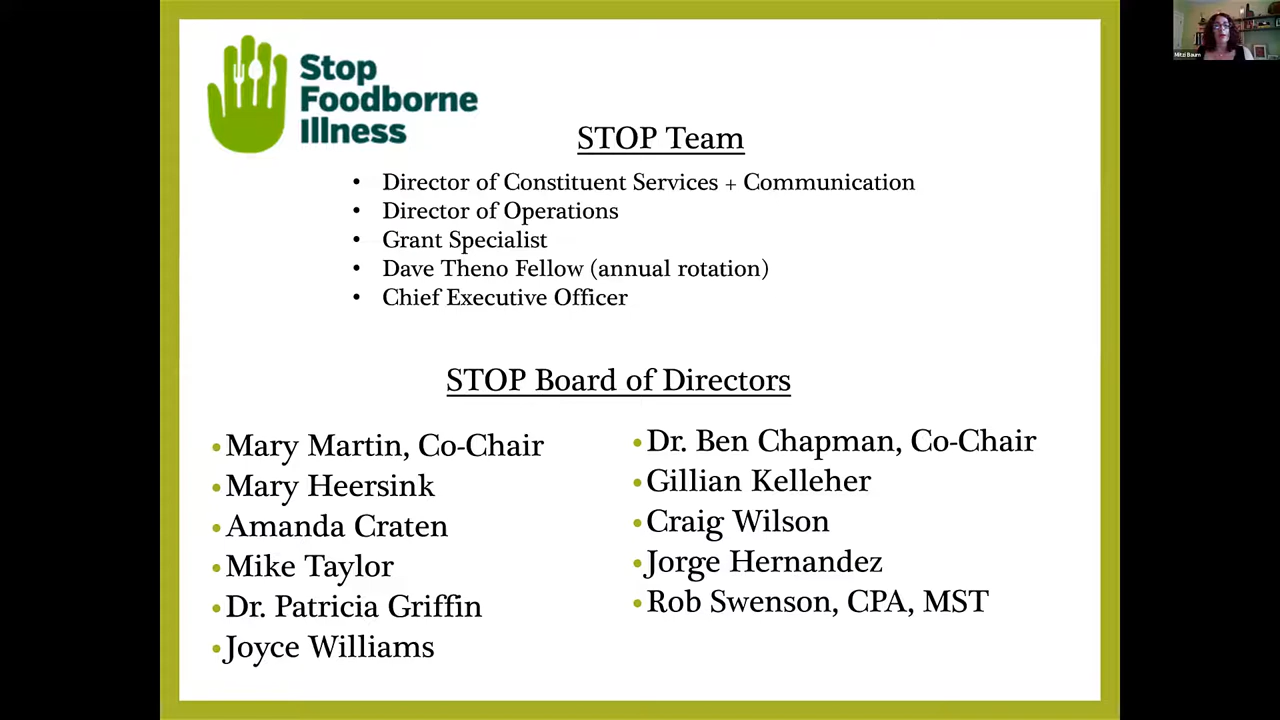 Stop
Foodborne
Illness
STOP Team
• Director of Constituent Services + Communication
• Director of Operations
• Grant Specialist
• Dave Theno Fellow (annual rotation)
• Chief Executive Officer
STOP Board of Directors
•Mary Martin, Co-Chair
•Mary Heersink
•Amanda Craten
•Mike Taylor
•Dr. Patricia Griffin
•Joyce Williams
•Dr. Ben Chapman, Co-Chair
•Gillian Kelleher
•Craig Wilson
•Jorge Hernandez
•Rob Swenson, CPA, MST
Mitzi Baum